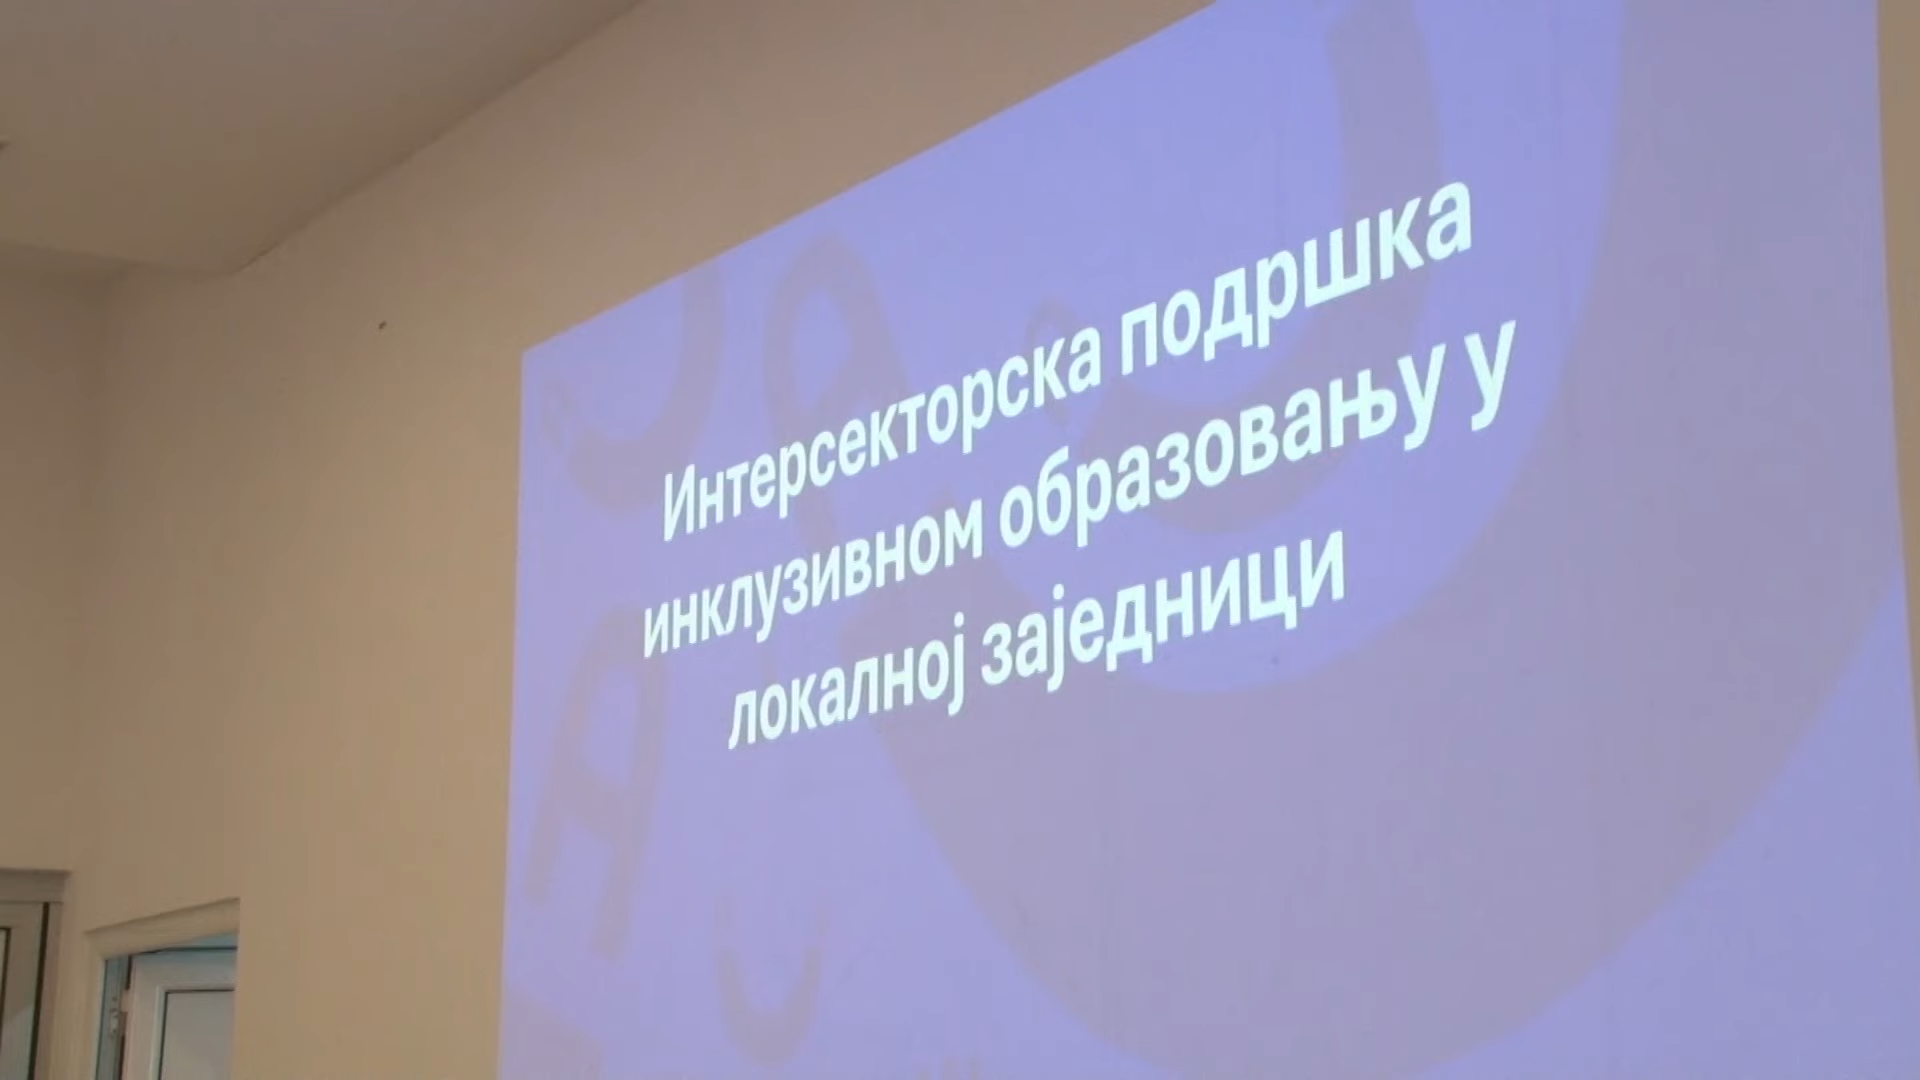 Интерсекторска подршка
инклузивном образовању у
локалној заједници